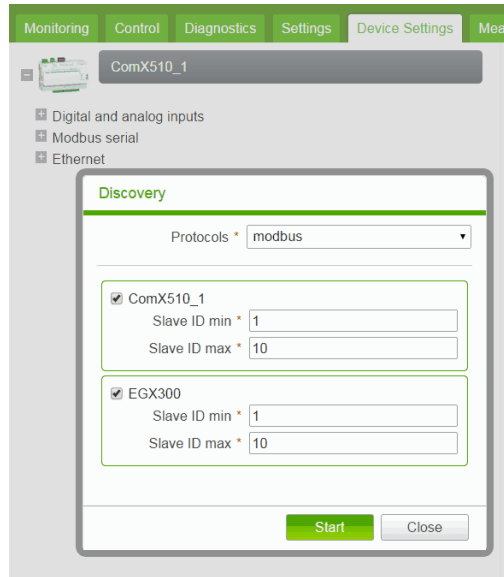 Monitoring Control Diagnostics Settings Device Settings
ComX510_1
Digital and analog inputs
Modbus serial
Ethernet
Discovery
Protocols * modbus
ComX510_1
Slave ID min * 1
Slave ID max * 10
EGX300
Slave ID min * 1
Slave ID max * 10
Start Close